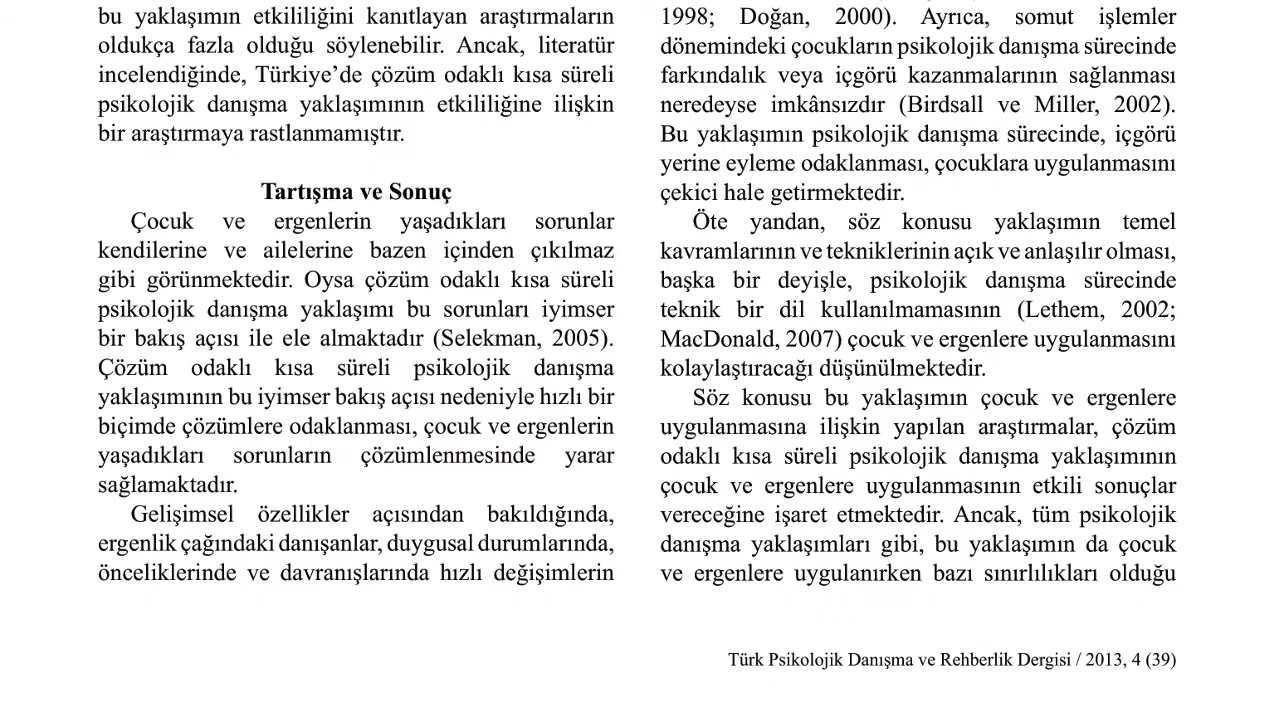 bu yaklaşımın etkililiğini kanıtlayan araştırmaların
oldukça fazla olduğu söylenebilir. Ancak, literatür
incelendiğinde, Türkiye’de çözüm odaklı kısa süreli
psikolojik danışma yaklaşımının etkililiğine ilişkin
bir araştırmaya rastlanmamıştır.
Tartışma ve Sonuç
Çocuk ve ergenlerin yaşadıkları sorunlar
kendilerine ve ailelerine bazen içinden çıkılmaz
gibi görünmektedir. Oysa çözüm odaklı kısa süreli
psikolojik danışma yaklaşımı bu sorunları iyimser
bir bakış açısı ile ele almaktadır (Selekman, 2005).
Çözüm odaklı kısa süreli psikolojik danışma
yaklaşımının bu iyimser bakış açısı nedeniyle hızlı bir
biçimde çözümlere odaklanması, çocuk ve ergenlerin
yaşadıkları sorunların çözümlenmesinde yarar
sağlamaktadır.
Gelişimsel özellikler açısından bakıldığında,
ergenlik çağındaki danışanlar, duygusal durumlarında,
önceliklerinde ve davranışlarında hızlı değişimlerin
1998; Doğan, 2000). Ayrıca, somut işlemler
dönemindeki çocukların psikolojik danışma sürecinde
farkındalık veya içgörü kazanmalarının sağlanması
neredeyse imkânsızdır (Birdsall ve Miller, 2002).
Bu yaklaşımın psikolojik danışma sürecinde, içgörü
yerine eyleme odaklanması, çocuklara uygulanmasını
çekici hale getirmektedir.
Öte yandan, söz konusu yaklaşımın temel
kavramlarının ve tekniklerinin açık ve anlaşılır olması,
başka bir deyişle, psikolojik danışma sürecinde
teknik bir dil kullanılmamasının (Lethem, 2002;
MacDonald, 2007) çocuk ve ergenlere uygulanmasını
kolaylaştıracağı düşünülmektedir.
Söz konusu bu yaklaşımın çocuk ve ergenlere
uygulanmasına ilişkin yapılan araştırmalar, çözüm
odaklı kısa süreli psikolojik danışma yaklaşımının
çocuk ve ergenlere uygulanmasının etkili sonuçlar
vereceğine işaret etmektedir. Ancak, tüm psikolojik
danışma yaklaşımları gibi, bu yaklaşımın da çocuk
ve ergenlere uygulanırken bazı sınırlılıkları olduğu
Türk Psikolojik Danışma ve Rehberlik Dergisi / 2013, 4 (39)